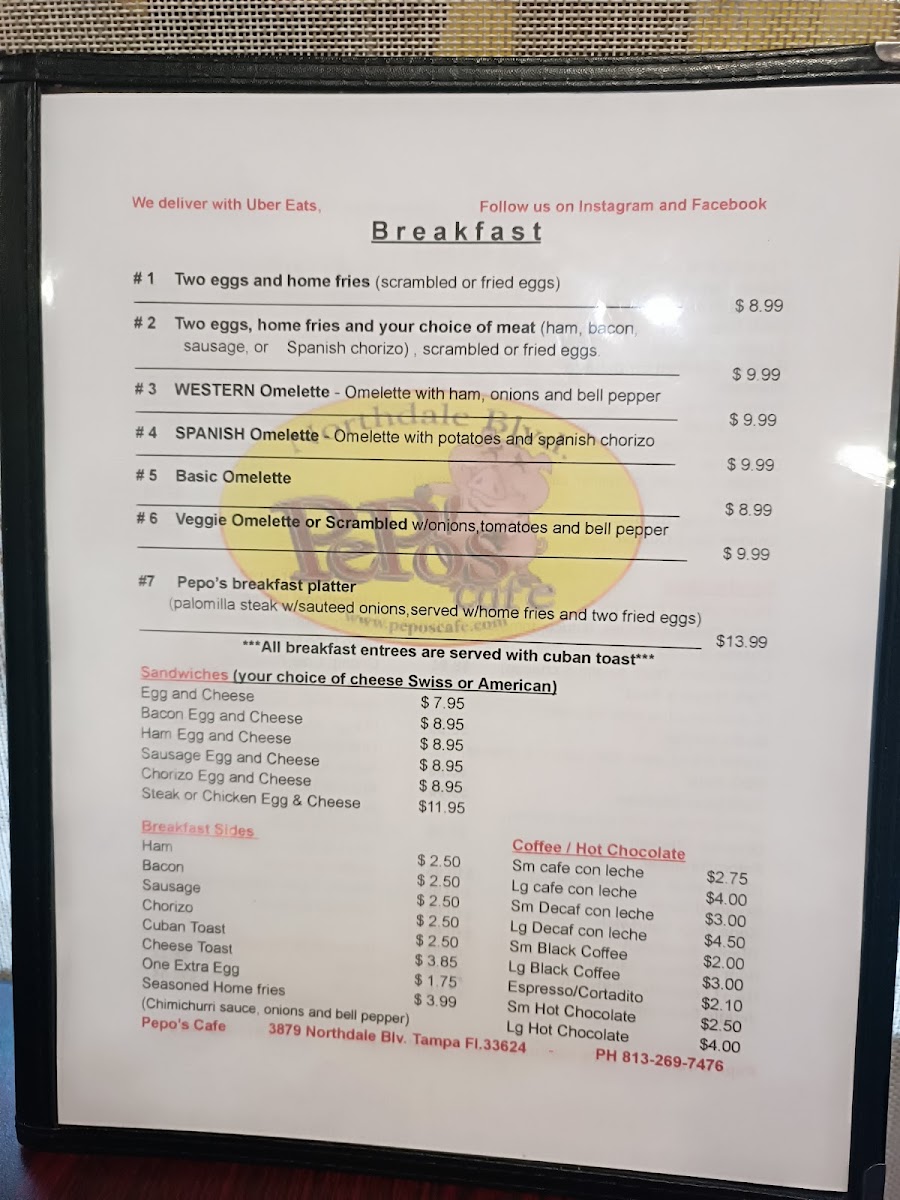 We deliver with Uber Eats, Follow us on Instagram and Facebook
Breakfast
# 1 Two eggs and home fries (scrambled or fried eggs)
$ 8.99
# 2 Two eggs, home fries and your choice of meat (ham, bacon,
sausage, or Spanish chorizo) , scrambled or fried eggs.
$ 9.99
# 3 WESTERN Omelette - Omelette with ham, onions and bell pepper
$ 9.99
# 4 SPANISH Omelette - Omelette with potatoes and spanish chorizo
$ 9.99
# 5 Basic Omelette
$ 8.99
# 6 Veggie Omelette or Scrambled w/onions,tomatoes and bell pepper
$ 9.99
#7 Pepo's breakfast platter
(palomilla steak w/sauteed onions,served w/home fries and two fried eggs)
$13.99
Northdale Blvd.
PePos
cafe
www.peposcafe.com
***All breakfast entrees are served with cuban toast***
Sandwiches (your choice of cheese Swiss or American)
Egg and Cheese $ 7.95
Bacon Egg and Cheese $ 8.95
Ham Egg and Cheese $ 8.95
Sausage Egg and Cheese $ 8.95
Chorizo Egg and Cheese $ 8.95
Steak or Chicken Egg & Cheese $11.95
Breakfast Sides
Ham $ 2.50
Bacon $ 2.50
Sausage $ 2.50
Chorizo $ 2.50
Cuban Toast $ 2.50
Cheese Toast $ 3.85
One Extra Egg $ 1.75
Seasoned Home fries $ 3.99
(Chimichurri sauce, onions and bell pepper)
Coffee / Hot Chocolate
Sm cafe con leche $2.75
Lg cafe con leche $4.00
Sm Decaf con leche $3.00
Lg Decaf con leche $4.50
Sm Black Coffee $2.00
Lg Black Coffee $3.00
Espresso/Cortadito $2.10
Sm Hot Chocolate $2.50
Lg Hot Chocolate $4.00
Pepo's Cafe 3879 Northdale Blv. Tampa Fl.33624 - PH 813-269-7476